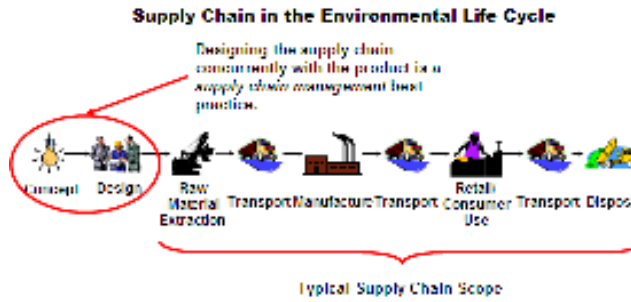 Supply Chain in the Environmental Life Cycle
Designing the supply chain
concurrently with the product is a
supply chain management best
practice.
Concept
Design
Raw
Material
Extraction
Transport
Manufacture
Transport
Retail/
Consumer
Use
Transport
Dispos
Typical Supply Chain Scope